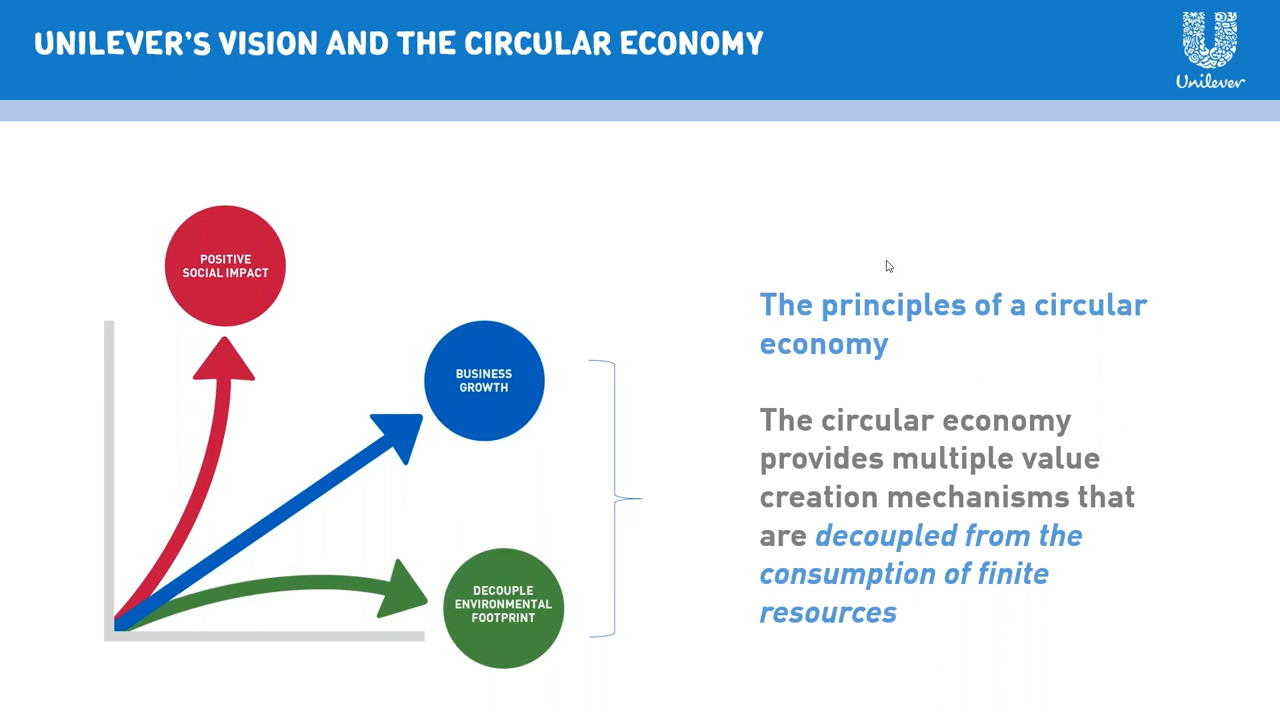 UNILEVER'S VISION AND THE CIRCULAR ECONOMY
Unilever
POSITIVE
SOCIAL IMPACT
BUSINESS
GROWTH
DECOUPLE
ENVIRONMENTAL
FOOTPRINT
The principles of a circular
economy
The circular economy
provides multiple value
creation mechanisms that
are decoupled from the
consumption of finite
resources